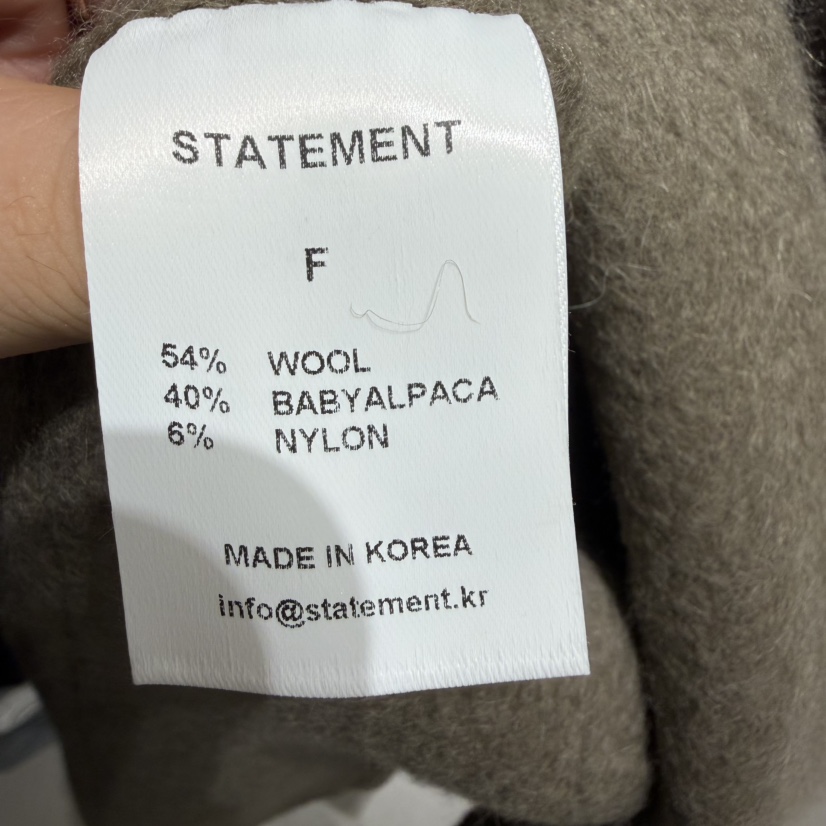 STATEMENT
F
54% WOOL
40% BABYALPACA
6% NYLON
MADE IN KOREA
info@statement.kr